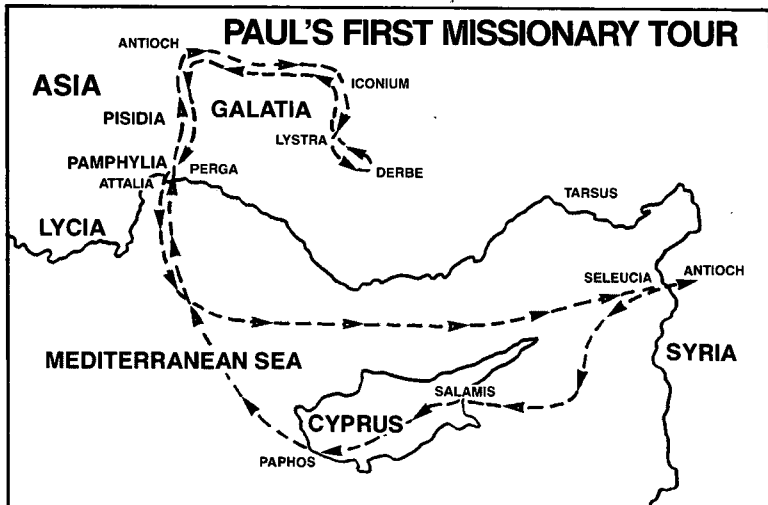 PAUL'S FIRST MISSIONARY TOUR
ANTIOCH
ASIA
ICONIUM
GALATIA
PISIDIA
LYSTRA
PAMPHYLIA
PERGA
DERBE
ATTALIA
TARSUS
LYCIA
SELEUCIA
ANTIOCH
MEDITERRANEAN SEA
SYRIA
SALAMIS
CYPRUS
PAPHOS